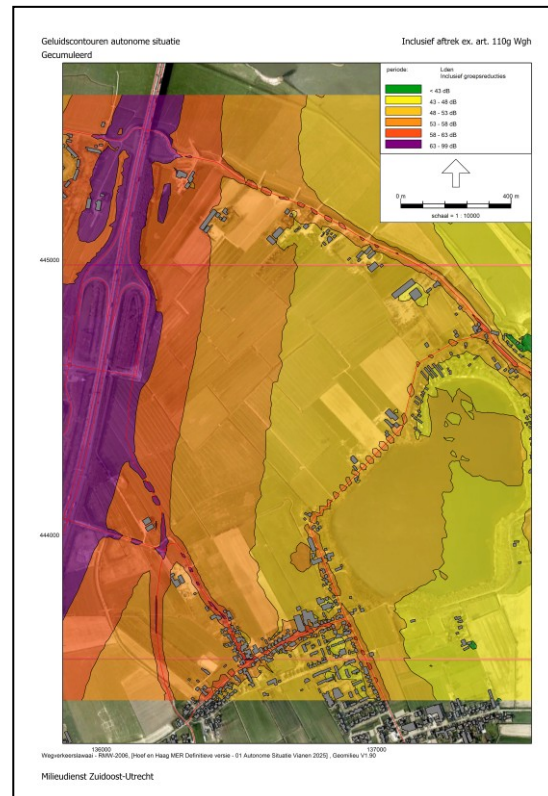 Geluidscontouren autonome situatie
Gecumuleerd
Inclusief aftrek ex. art. 110g Wgh
periode: Lden
Inclusief groepsreducties
< 43 dB
43 - 48 dB
48 - 53 dB
53 - 58 dB
58 - 63 dB
63 - 99 dB
0 m 400 m
schaal = 1 : 10000
445000
444000
136000 137000
Wegverkeerslawaai - RMW-2006, [Hoef en Haag MER Definitieve versie - 01 Autonome Situatie Vianen 2025] , Geomilieu V1.90
Milieudienst Zuidoost-Utrecht